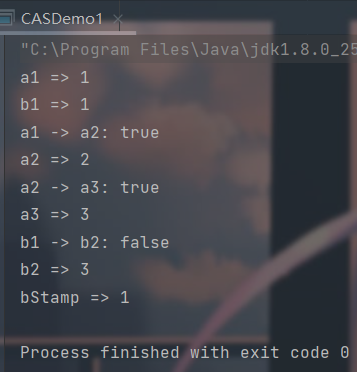 CASDemo1
"C:\Program Files\Java\jdk1.8.0_25
a1 => 1
b1 => 1
a1 -> a2: true
a2 => 2
a2 -> a3: true
a3 => 3
b1 -> b2: false
b2 => 3
bStamp => 1
Process finished with exit code 0